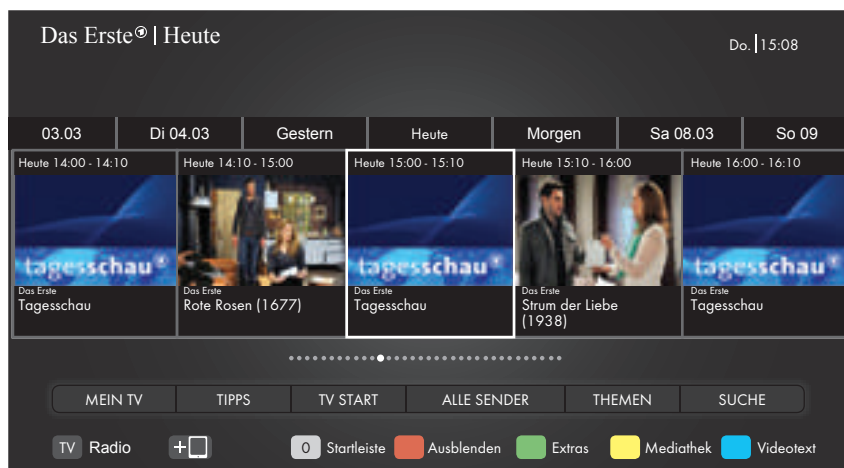 Das Erste | Heute
Do. 15:08
03.03 Di 04.03 Gestern Heute Morgen Sa 08.03 So 09
Heute 14:00 - 14:10 Heute 14:10 - 15:00 Heute 15:00 - 15:10 Heute 15:10 - 16:00 Heute 16:00 - 16:10
tagesschau tagesschau tagesschau
Das Erste Das Erste Das Erste Das Erste Das Erste
Tagesschau Rote Rosen (1677) Tagesschau Strum der Liebe Tagesschau
(1938)
MEIN TV TIPPS TV START ALLE SENDER THEMEN SUCHE
TV Radio + 0 Startleiste Ausblenden Extras Mediathek Videotext